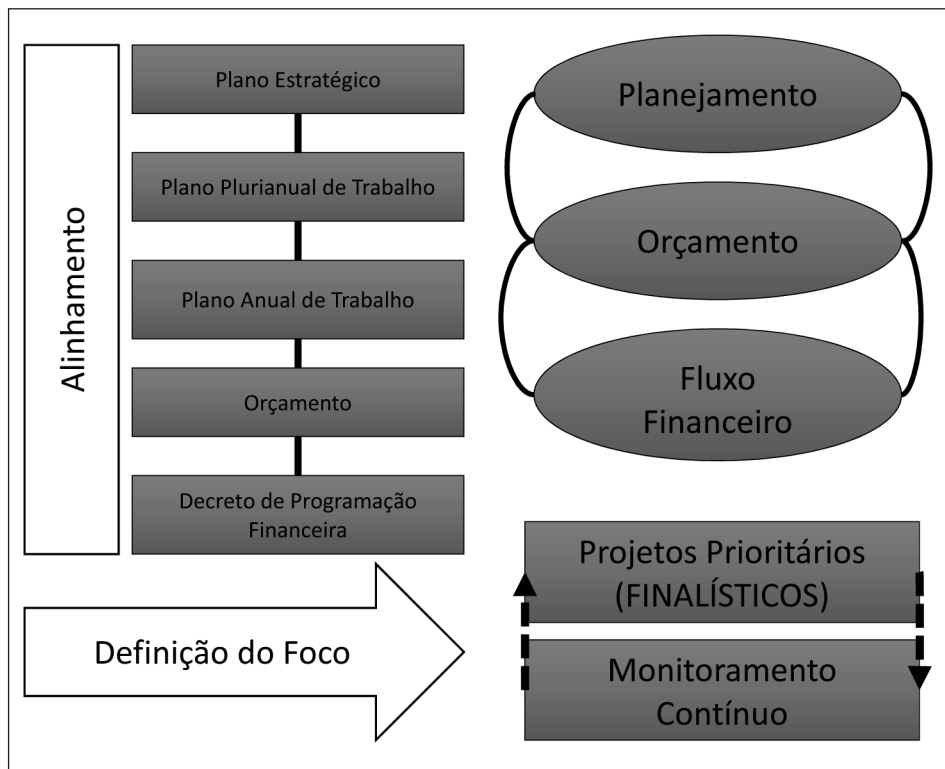 Alinhamento
Plano Estratégico
Plano Plurianual de Trabalho
Plano Anual de Trabalho
Orçamento
Decreto de Programação
Financeira
Planejamento
Orçamento
Fluxo
Financeiro
Definição do Foco
Projetos Prioritários
(FINALÍSTICOS)
Monitoramento
Contínuo